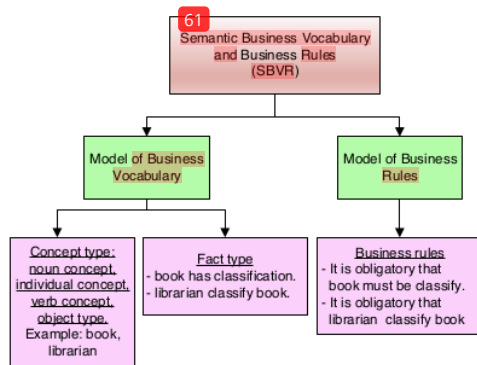 61
Semantic Business Vocabulary
and Business Rules
(SBVR)
Model of Business
Vocabulary
Model of Business
Rules
Concept type:
noun concept,
individual concept,
verb concept,
object type.
Example: book,
librarian
Fact type
- book has classification.
- librarian classify book.
Business rules
- It is obligatory that
book must be classify.
- It is obligatory that
librarian classify book